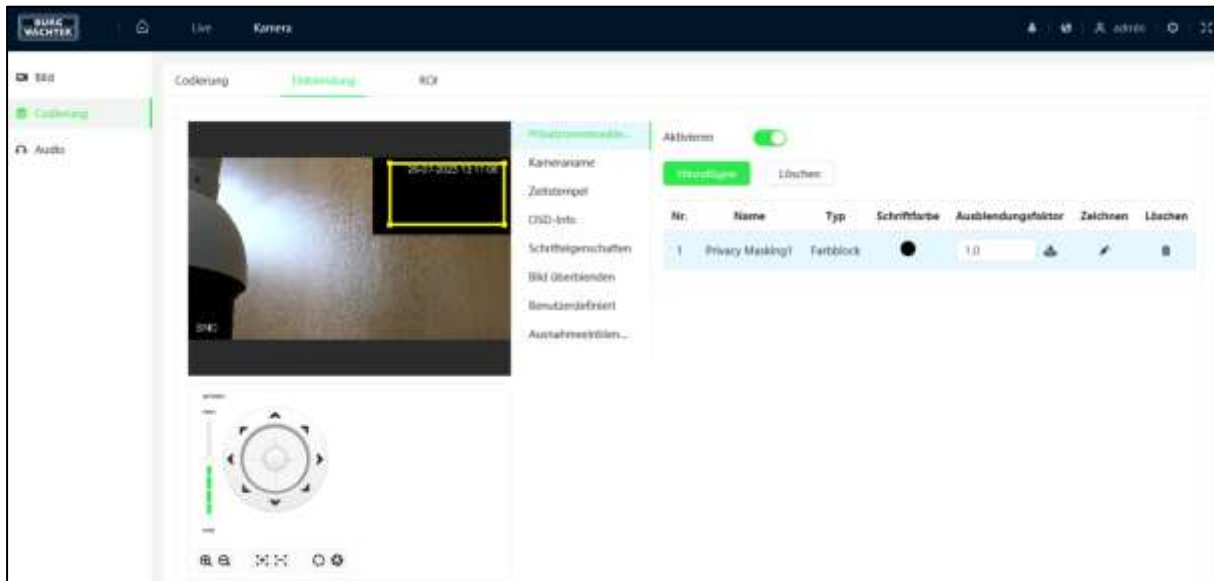 BURG
WÄCHTER
Live
Kamera
admin
Bild
Codierung
Audio
Codierung
Einblendung
ROI
Kameraname
Zeitstempel
OSD-Info
Schrifteigenschaften
Bild überblenden
Benutzerdefiniert
Aktivieren
Hinzufügen
Löschen
Nr. Name Typ Schriftfarbe Ausblendungsfaktor Zeichnen Löschen
1 Privacy Masking1 Farbblock 1.0